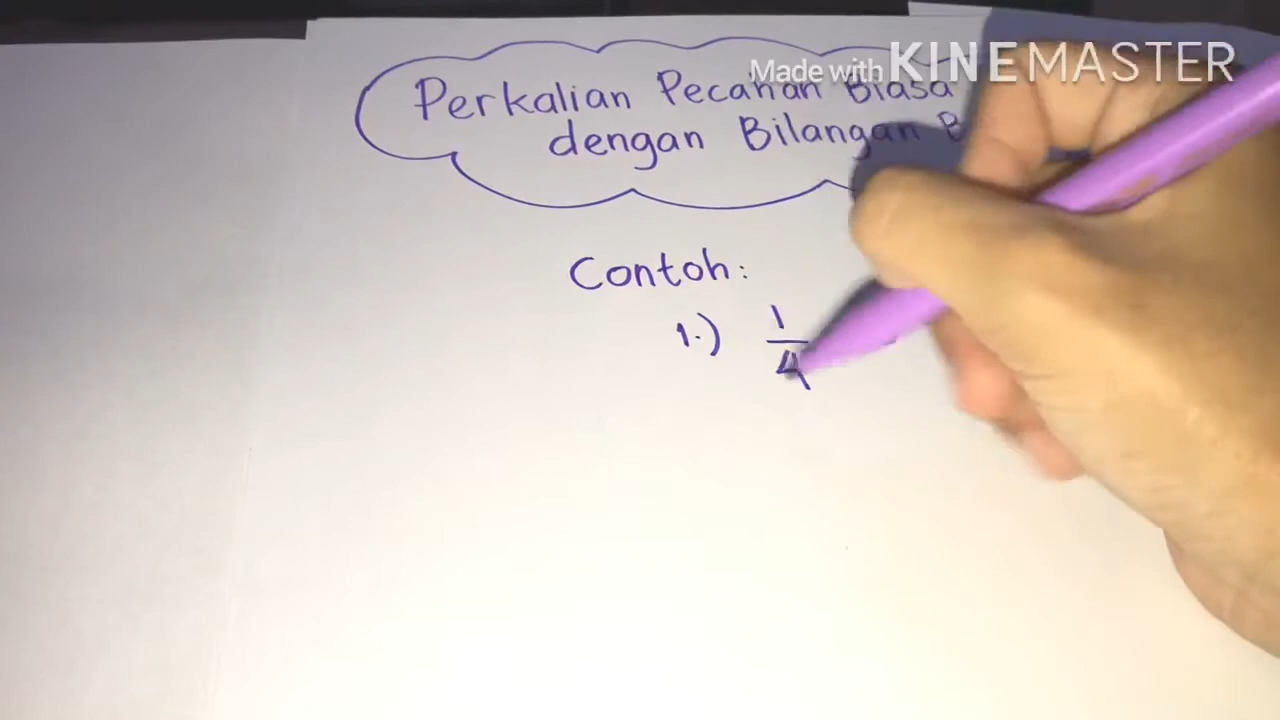 Made with KINEMASTER
Perkalian Pecahan Biasa
dengan Bilangan B
Contoh:
1.) 1
4